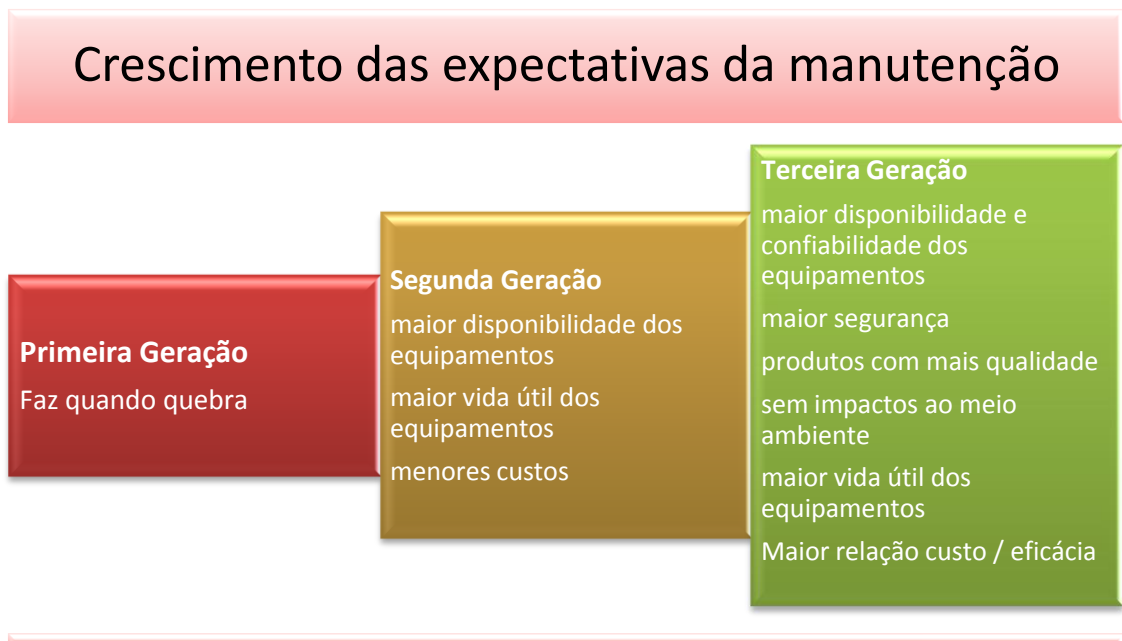 Crescimento das expectativas da manutenção
Primeira Geração
Faz quando quebra
Segunda Geração
maior disponibilidade dos
equipamentos
maior vida útil dos
equipamentos
menores custos
Terceira Geração
maior disponibilidade e
confiabilidade dos
equipamentos
maior segurança
produtos com mais qualidade
sem impactos ao meio
ambiente
maior vida útil dos
equipamentos
Maior relação custo / eficácia